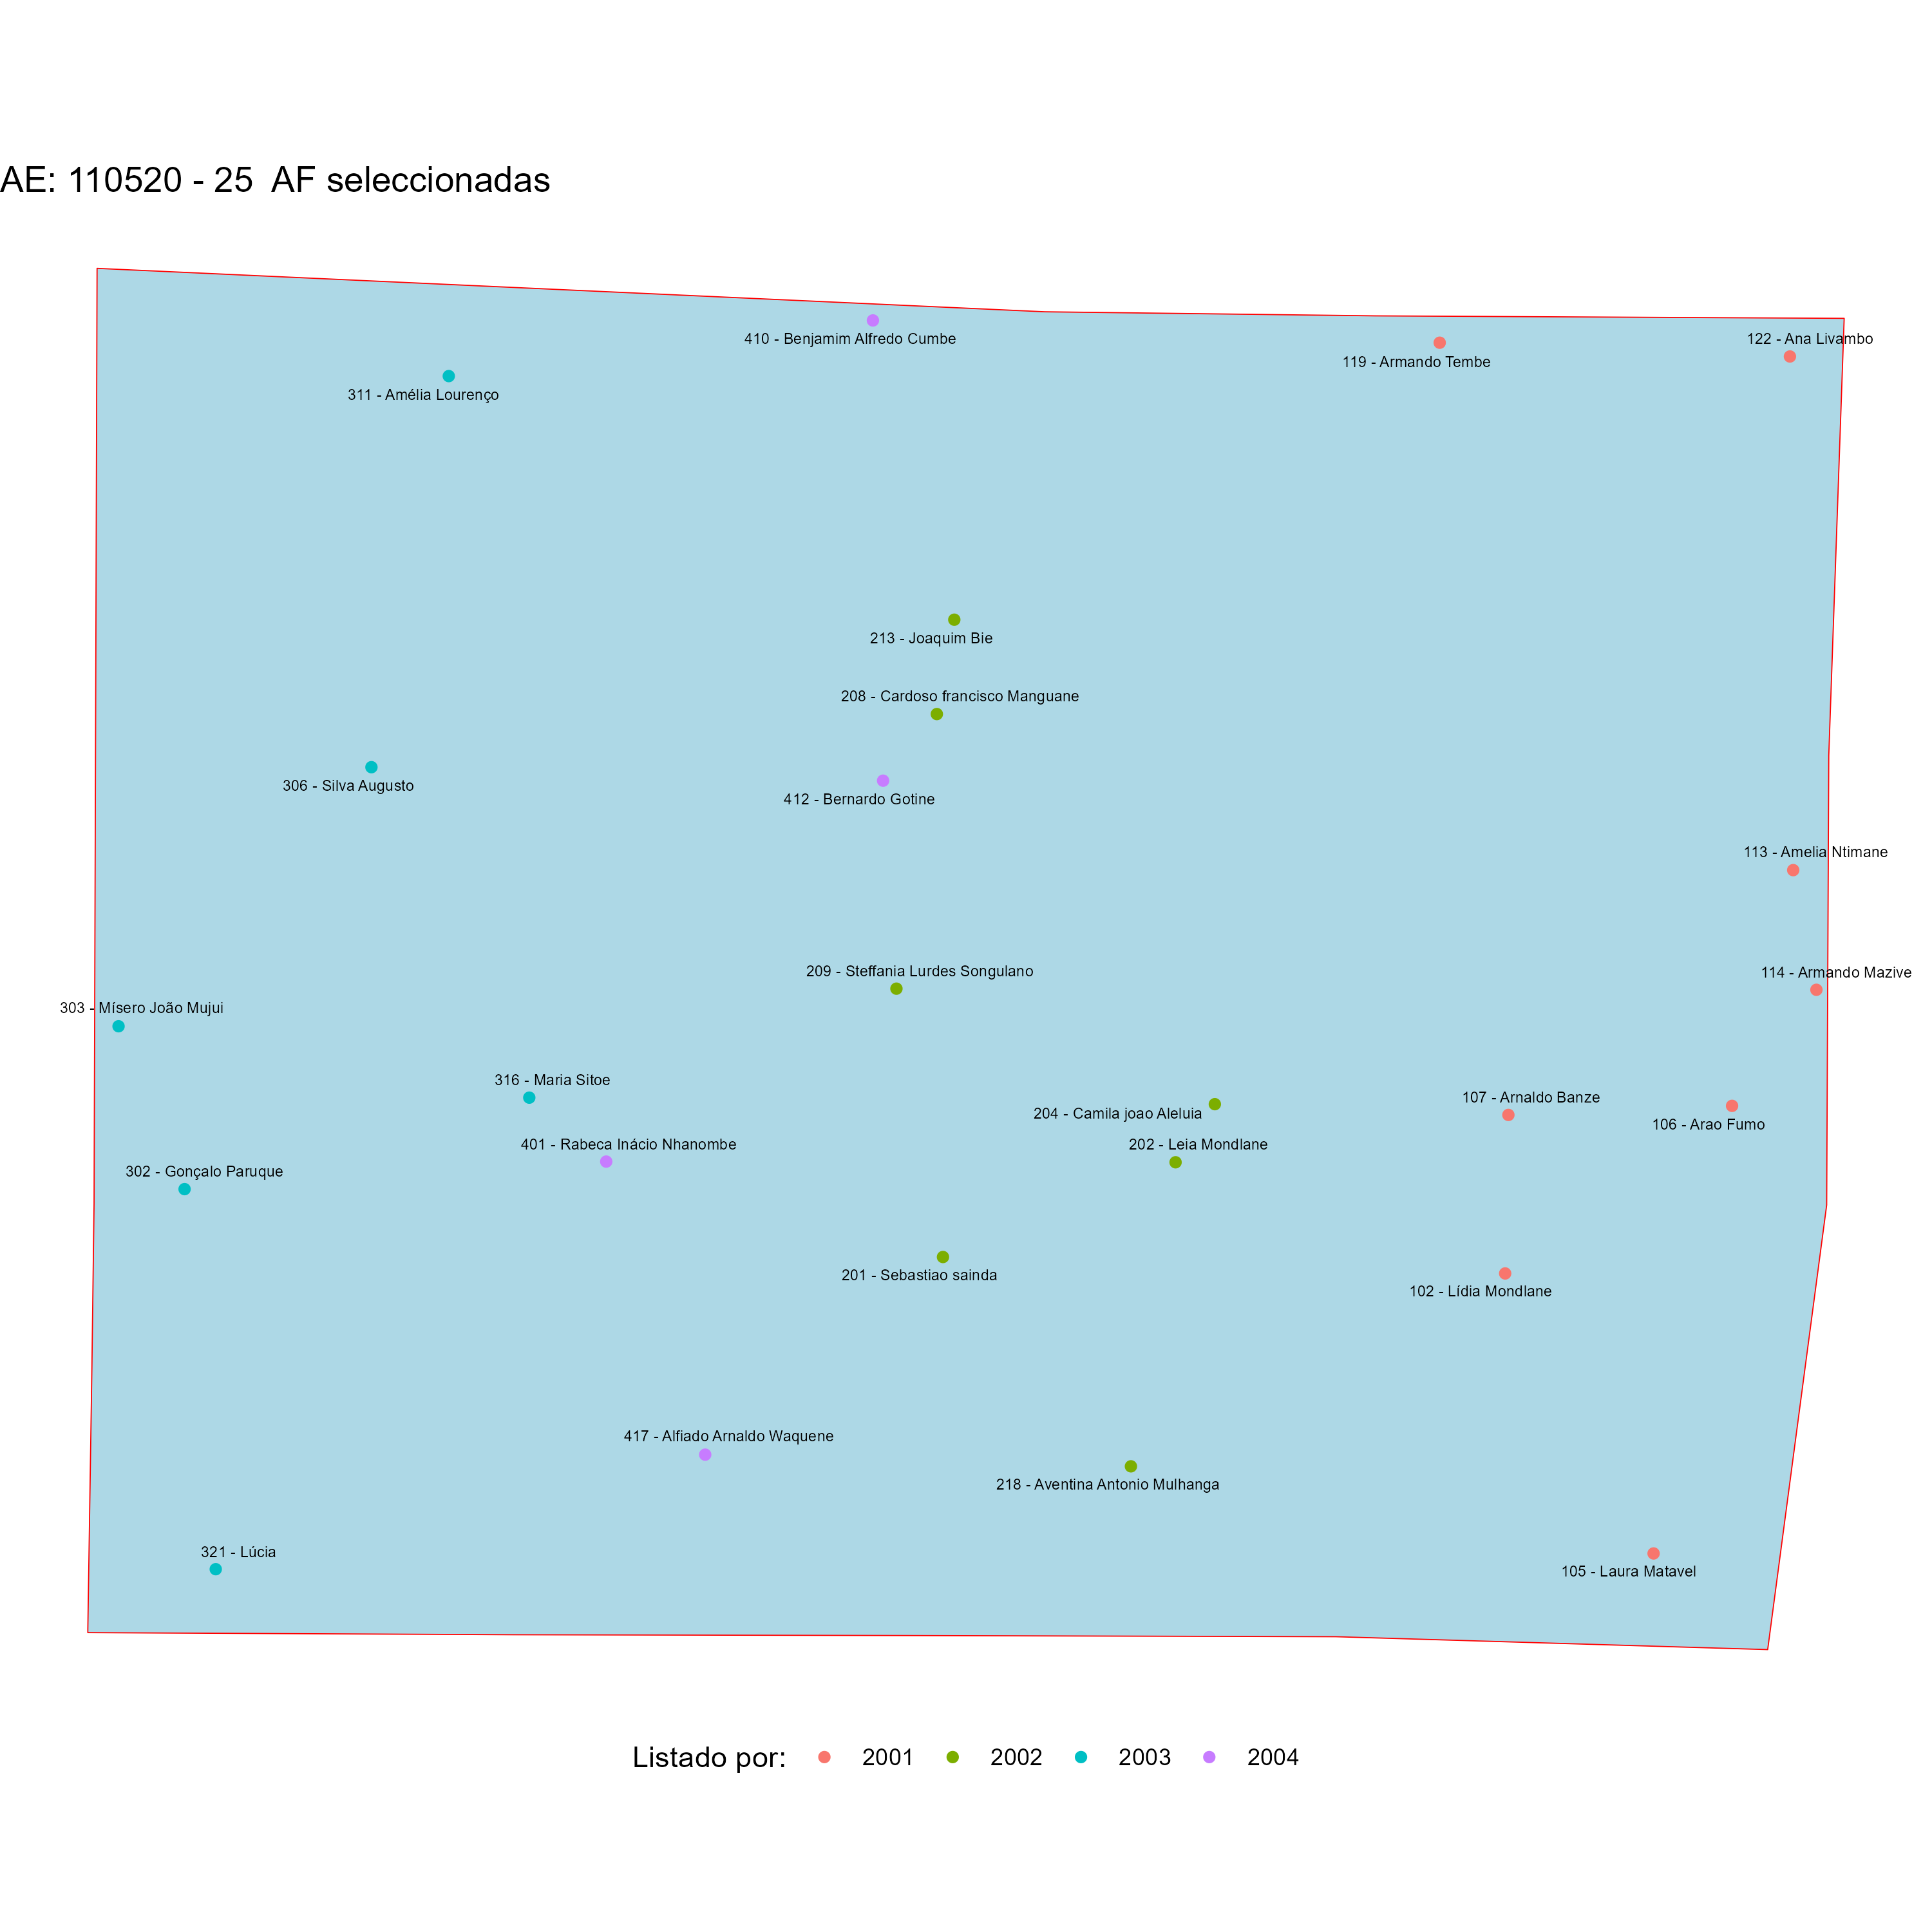 AE: 110520 - 25  AF seleccionadas
410 - Benjamim Alfredo Cumbe
122 - Ana Livambo
119 - Armando Tembe
311 - Amélia Lourenço
213 - Joaquim Bie
208 - Cardoso francisco Manguane
306 - Silva Augusto
412 - Bernardo Gotine
113 - Amelia Ntimane
209 - Steffania Lurdes Songulano
114 - Armando Mazive
303 - Mísero João Mujui
316 - Maria Sitoe
107 - Arnaldo Banze
204 - Camila joao Aleluia
106 - Arao Fumo
401 - Rabeca Inácio Nhanombe
202 - Leia Mondlane
302 - Gonçalo Paruque
201 - Sebastiao sainda
102 - Lídia Mondlane
417 - Alfiado Arnaldo Waquene
218 - Aventina Antonio Mulhanga
321 - Lúcia
105 - Laura Matavel
Listado por: 2001 2002 2003 2004